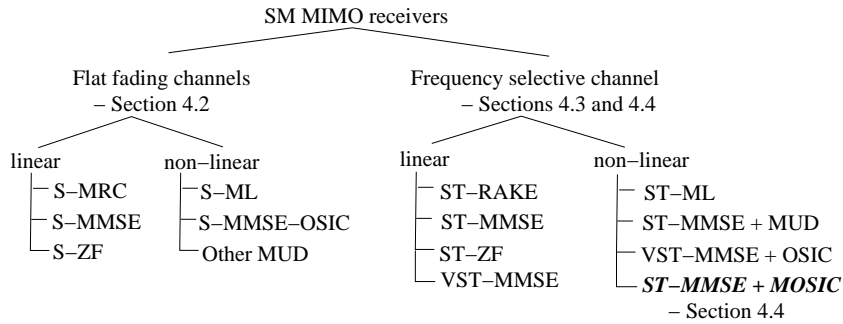 SM MIMO receivers
Flat fading channels
− Section 4.2
Frequency selective channel
− Sections 4.3 and 4.4
linear
S−MRC
S−MMSE
S−ZF
non−linear
S−ML
S−MMSE−OSIC
Other MUD
linear
ST−RAKE
ST−MMSE
ST−ZF
VST−MMSE
non−linear
ST−ML
ST−MMSE + MUD
VST−MMSE + OSIC
ST−MMSE + MOSIC
− Section 4.4